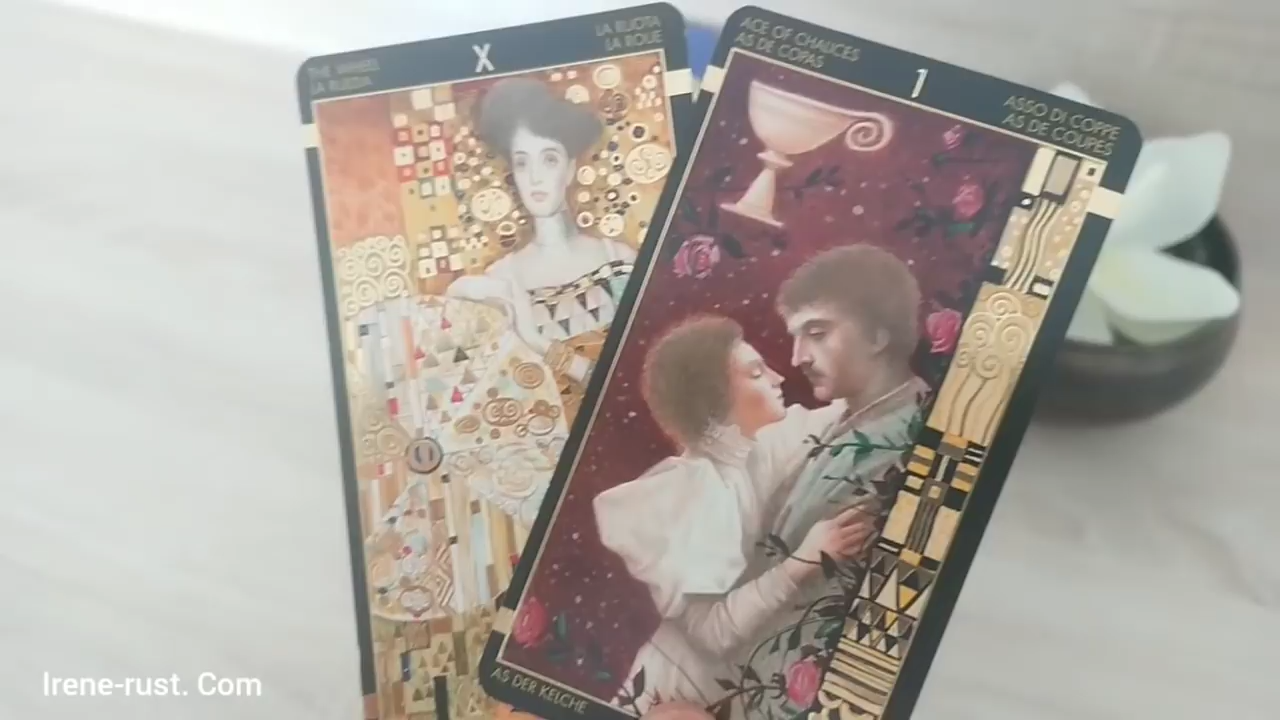 THE WHEEL
LA RUEDA
X
LA RUOTA
LA ROUE
ACE OF CHALICES
AS DE COPAS
1
ASSO DI COPPE
AS DE COUPES
AS DER KELCHE
Irene-rust. Com